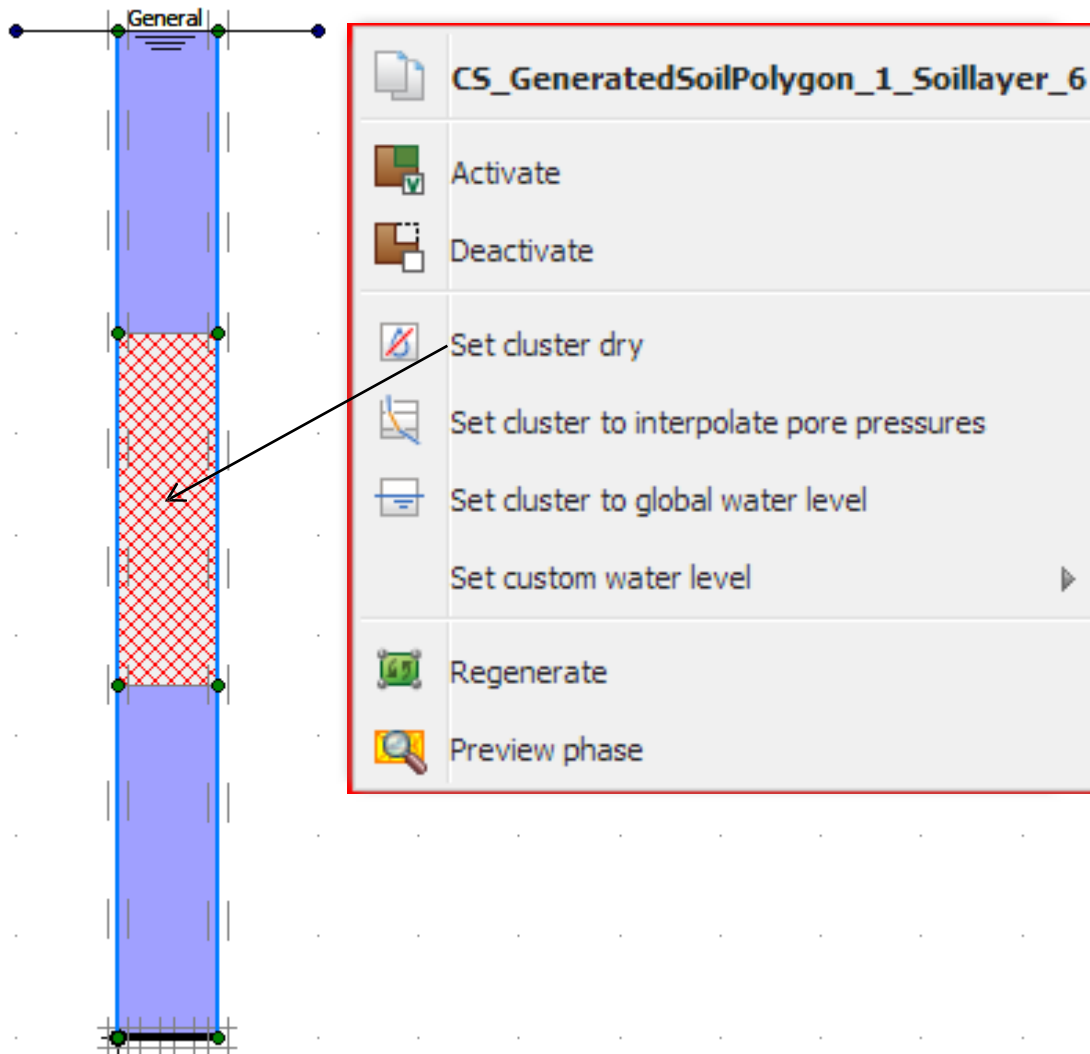 General
CS_GeneratedSoilPolygon_1_Soillayer_6
Activate
Deactivate
Set cluster dry
Set cluster to interpolate pore pressures
Set cluster to global water level
Set custom water level
Regenerate
Preview phase